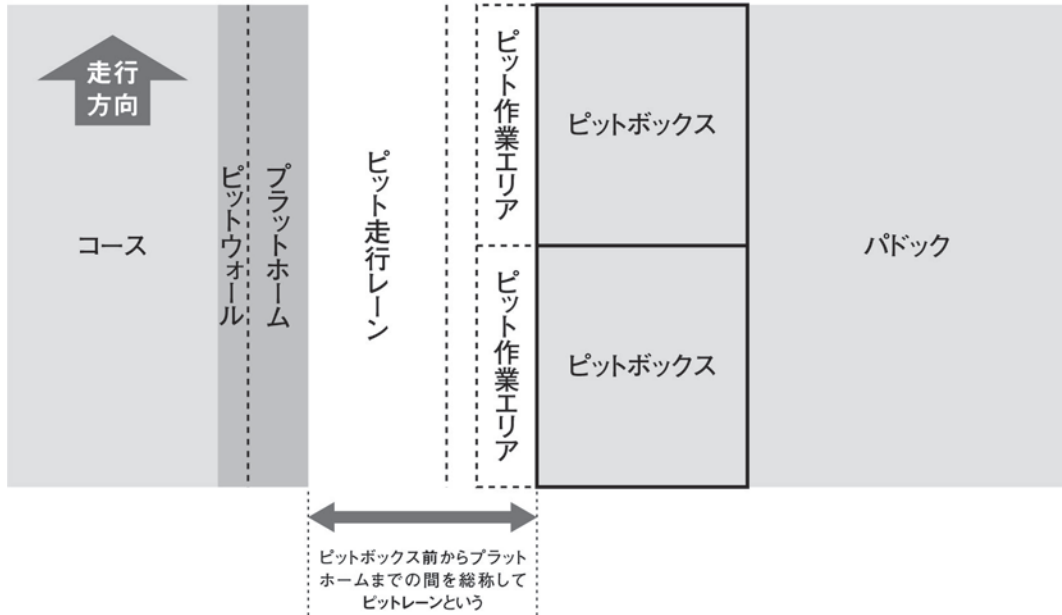 走行
方向
コース
ピットウォール
プラットホーム
ピット走行レーン
ピット作業エリア
ピット作業エリア
ピットボックス
ピットボックス
パドック
ピットボックス前からプラット
ホームまでの間を総称して
ピットレーンという